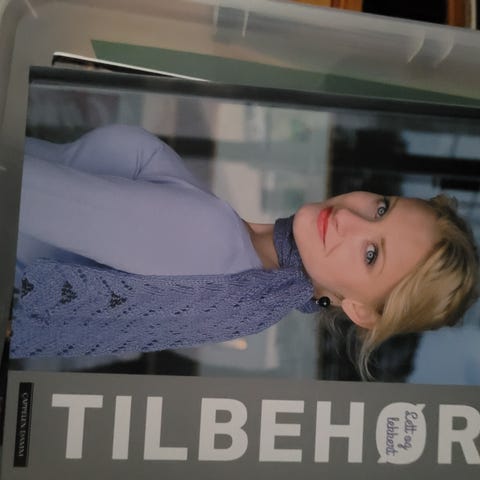 TILBEHØR
Lett og
lekkert
CAPPELEN DAMM